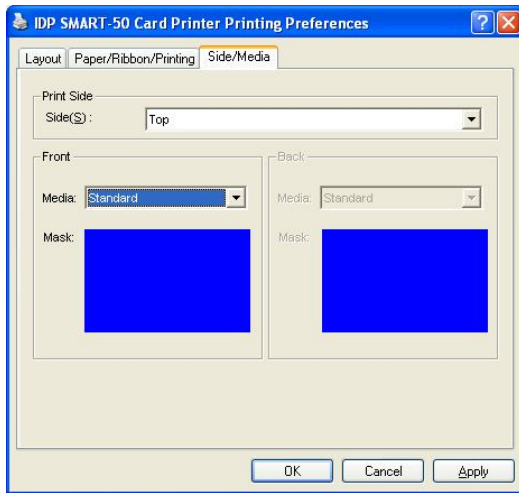 IDP SMART-50 Card Printer Printing Preferences
Layout Paper/Ribbon/Printing Side/Media
Print Side
Side(S) : Top
Front Back
Media: Standard Media: Standard
Mask: Mask:
OK Cancel Apply